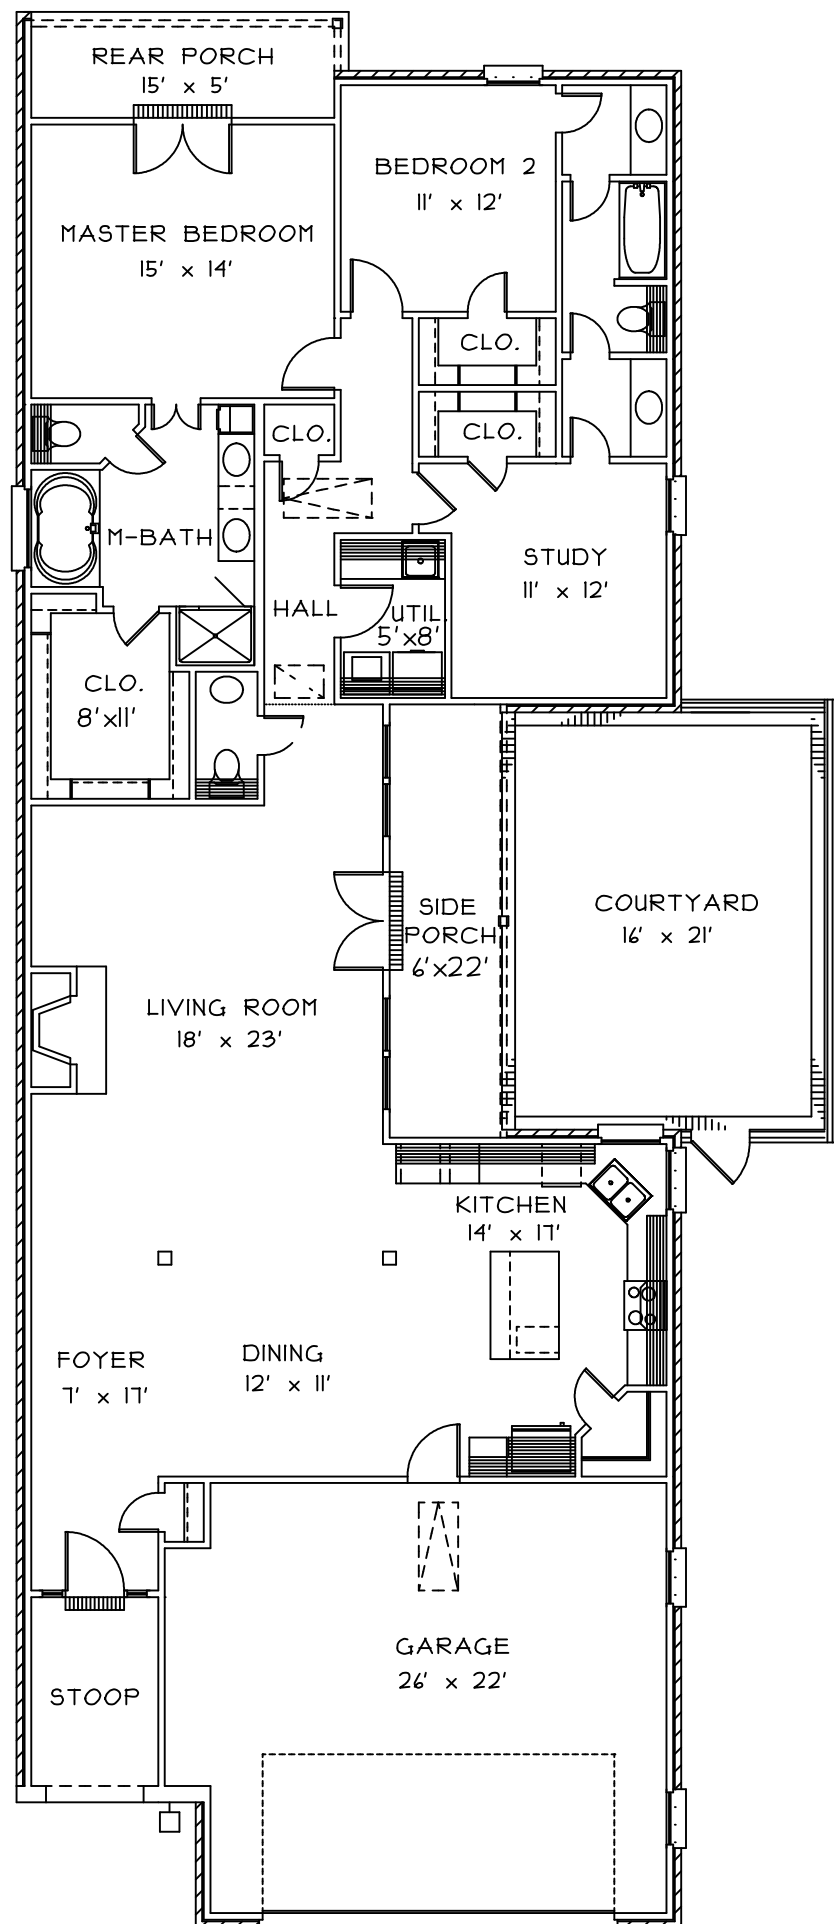 REAR PORCH
15' x 5'
BEDROOM 2
11' x 12'
MASTER BEDROOM
15' x 14'
CLO.
CLO.
CLO.
M-BATH
STUDY
11' x 12'
HALL
UTIL.
5'x8'
CLO.
8'x11'
SIDE
PORCH
6'x22'
COURTYARD
16' x 21'
LIVING ROOM
18' x 23'
KITCHEN
14' x 17'
FOYER
7' x 17'
DINING
12' x 11'
GARAGE
26' x 22'
STOOP